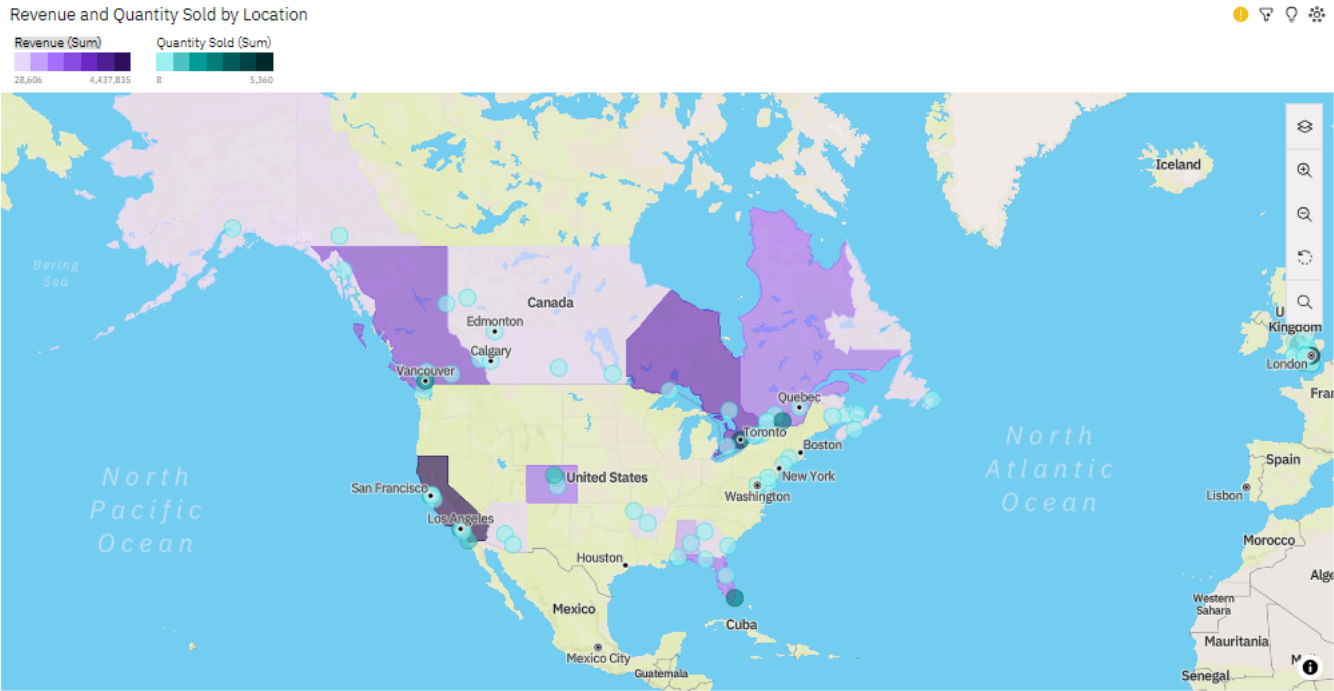 Revenue and Quantity Sold by Location
Revenue (Sum)
Quantity Sold (Sum)
28,606
4,437,835
8
5,360
Iceland
Bering
Sea
Canada
Edmonton
Calgary
Vancouver
Quebec
Toronto
Boston
New York
Washington
United States
San Francisco
Los Angeles
Houston
North
Pacific
Ocean
North
Atlantic
Ocean
U
Kingdom
London
Fran
Spain
Lisbon
Morocco
Alge
Western
Sahara
Mauritania
M
Senegal
Mexico
Mexico City
Cuba
Guatemala